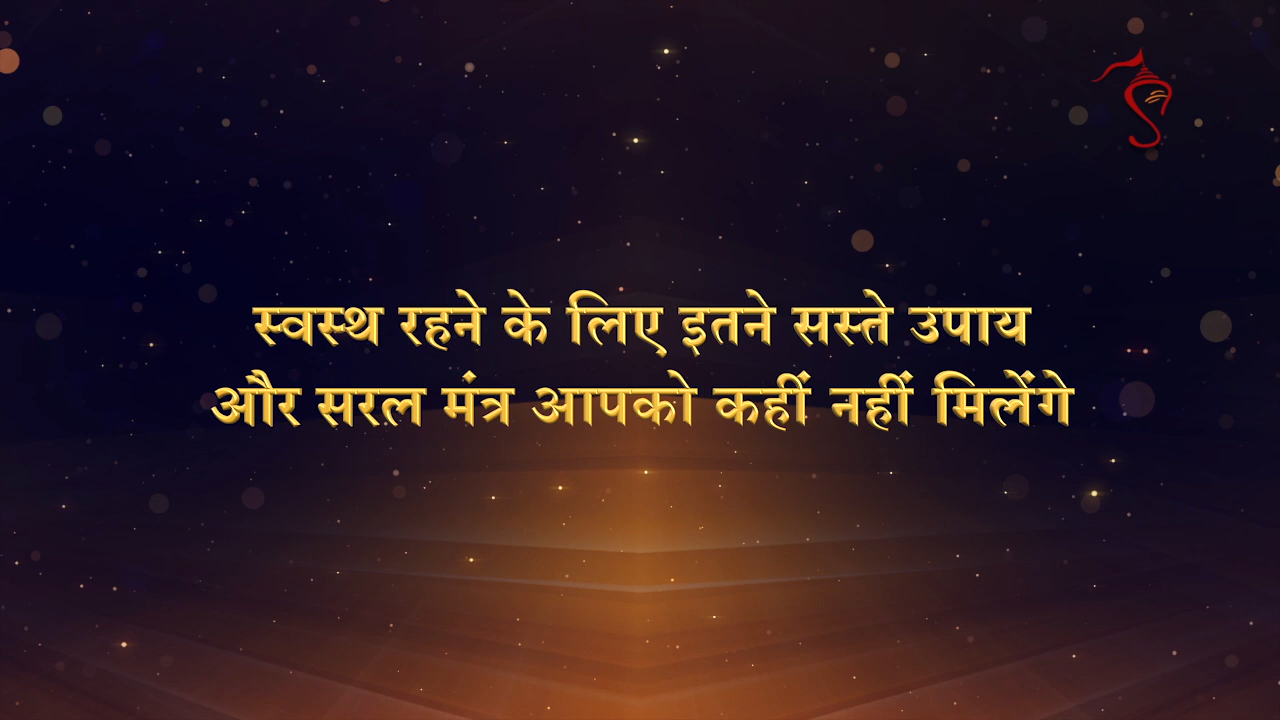 स्वस्थ रहने के लिए इतने सस्ते उपाय
और सरल मंत्र आपको कहीं नहीं मिलेंगे